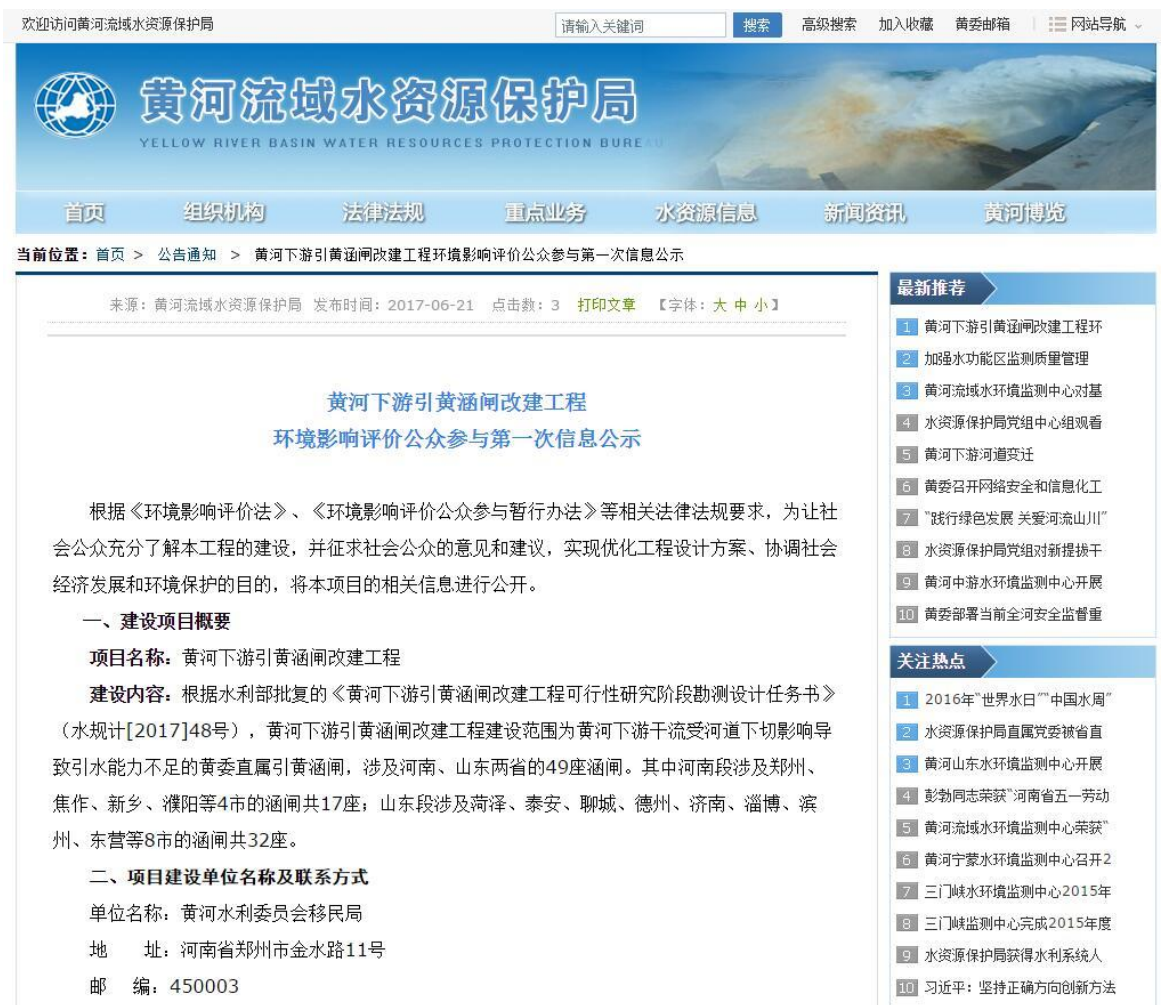 欢迎访问黄河流域水资源保护局
请输入关键词 搜索 高级搜索 加入收藏 黄委邮箱 网站导航
黄河流域水资源保护局
YELLOW RIVER BASIN WATER RESOURCES PROTECTION BUREAU
首页 组织机构 法律法规 重点业务 水资源信息 新闻资讯 黄河博览
当前位置：首页 > 公告通知 > 黄河下游引黄涵闸改建工程环境影响评价公众参与第一次信息公示
来源：黄河流域水资源保护局 发布时间：2017-06-21 点击数：3 打印文章 【字体：大 中 小】
黄河下游引黄涵闸改建工程
环境影响评价公众参与第一次信息公示
根据《环境影响评价法》、《环境影响评价公众参与暂行办法》等相关法律法规要求，为让社
会公众充分了解本工程的建设，并征求社会公众的意见和建议，实现优化工程设计方案、协调社会
经济发展和环境保护的目的，将本项目的相关信息进行公开。
一、建设项目概要
项目名称：黄河下游引黄涵闸改建工程
建设内容：根据水利部批复的《黄河下游引黄涵闸改建工程可行性研究阶段勘测设计任务书》
（水规计[2017]48号），黄河下游引黄涵闸改建工程建设范围为黄河下游干流受河道下切影响导
致引水能力不足的黄委直属引黄涵闸，涉及河南、山东两省的49座涵闸。其中河南段涉及郑州、
焦作、新乡、濮阳等4市的涵闸共17座；山东段涉及菏泽、泰安、聊城、德州、济南、淄博、滨
州、东营等8市的涵闸共32座。
二、项目建设单位名称及联系方式
单位名称：黄河水利委员会移民局
地 址：河南省郑州市金水路11号
邮 编：450003
最新推荐
1 黄河下游引黄涵闸改建工程环
2 加强水功能区监测质量管理
3 黄河流域水环境监测中心对基
4 水资源保护局党组中心组观看
5 黄河下游河道变迁
6 黄委召开网络安全和信息化工
7 “践行绿色发展 关爱河流山川”
8 水资源保护局党组对新提拔干
9 黄河中游水环境监测中心开展
10 黄委部署当前全河安全监督重
关注热点
1 2016年“世界水日”“中国水周”
2 水资源保护局直属党委被省直
3 黄河山东水环境监测中心开展
4 彭勃同志荣获“河南省五一劳动
5 黄河流域水环境监测中心荣获“
6 黄河宁蒙水环境监测中心召开2
7 三门峡水环境监测中心2015年
8 三门峡监测中心完成2015年度
9 水资源保护局获得水利系统人
10 习近平：坚持正确方向创新方法